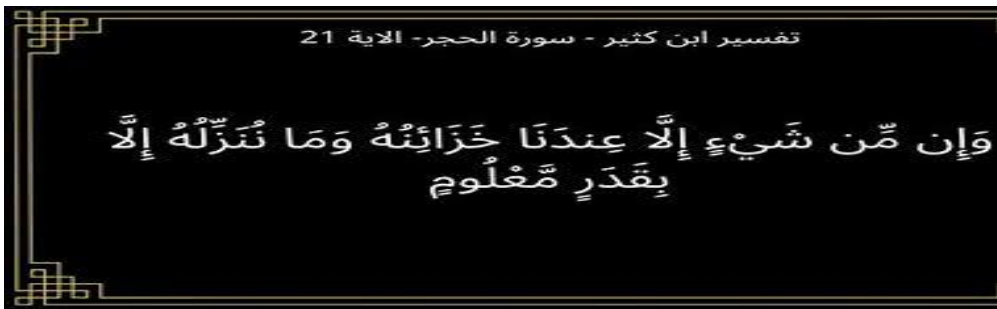 تفسير ابن كثير - سورة الحجر- الاية 21
وَإِن مِّن شَيْءٍ إِلَّا عِندَنَا خَزَائِنُهُ وَمَا نُنَزِّلُهُ إِلَّا
بِقَدَرٍ مَّعْلُومٍ